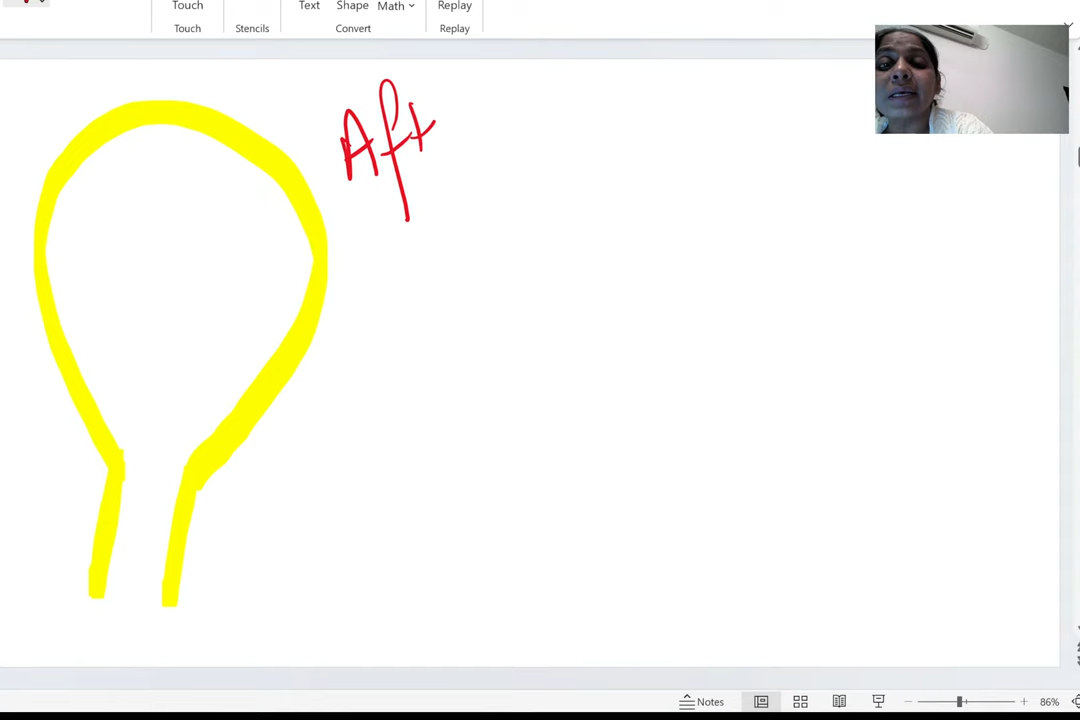 Touch Text Shape Math Replay
Touch Stencils Convert Replay
Aft
Notes 86%